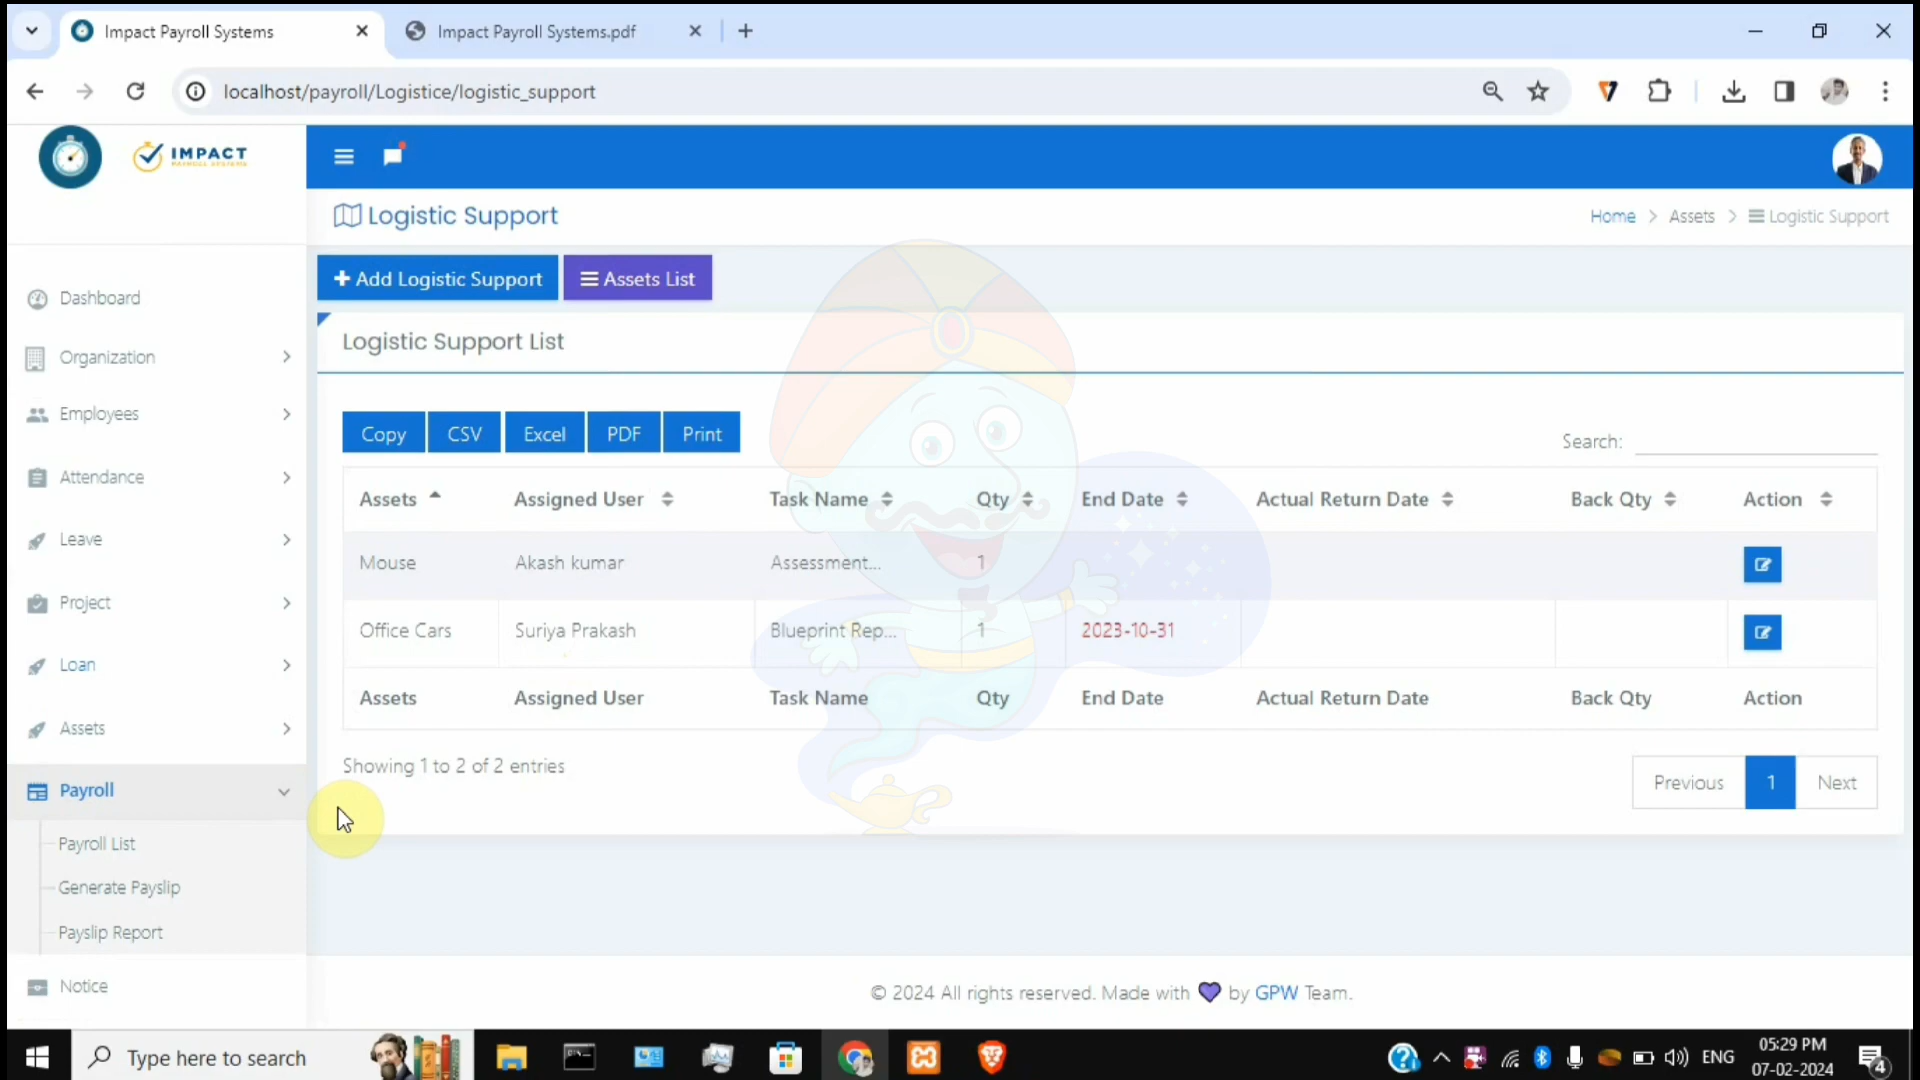 Impact Payroll Systems
Impact Payroll Systems.pdf
localhost/payroll/Logistice/logistic_support
IMPACT
PAYROLL SYSTEMS
Logistic Support
Home > Assets > Logistic Support
Add Logistic Support
Assets List
Logistic Support List
Copy CSV Excel PDF Print
Search:
Assets Assigned User Task Name Qty End Date Actual Return Date Back Qty Action
Mouse Akash kumar Assessment... 1
Office Cars Suriya Prakash Blueprint Rep... 1 2023-10-31
Assets Assigned User Task Name Qty End Date Actual Return Date Back Qty Action
Showing 1 to 2 of 2 entries
Previous 1 Next
Dashboard
Organization
Employees
Attendance
Leave
Project
Loan
Assets
Payroll
Payroll List
Generate Payslip
Payslip Report
Notice
© 2024 All rights reserved. Made with 💜 by GPW Team.
Type here to search
ENG
05:29 PM
07-02-2024
4